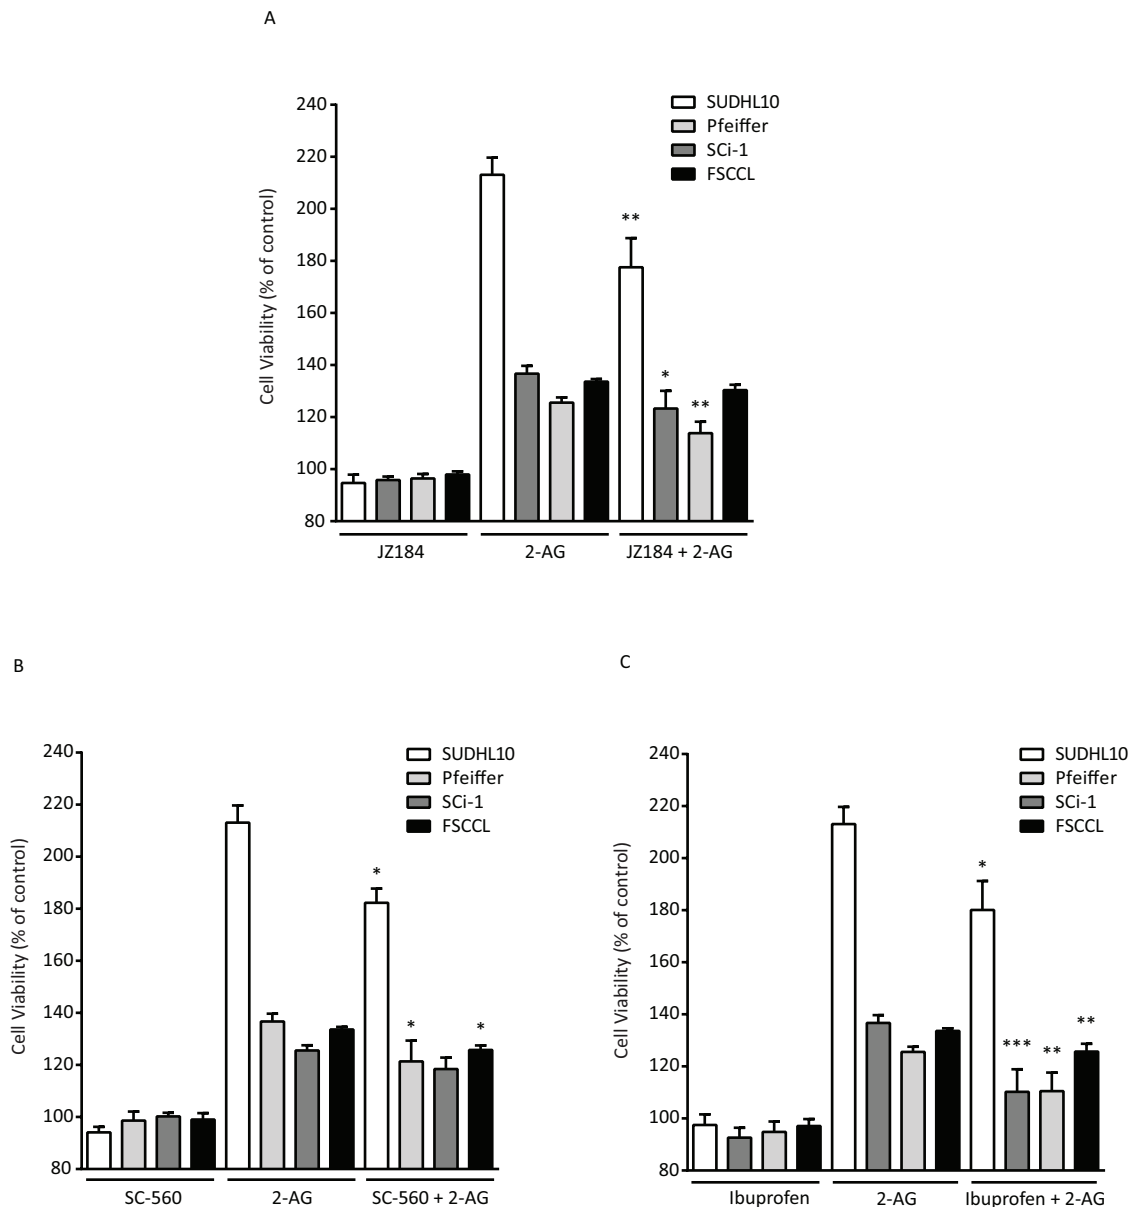 A
240
220
200
180
160
140
120
100
80
Cell Viability (% of control)
SUDHL10
Pfeiffer
SCi-1
FSCCL
**
*
**
JZ184
2-AG
JZ184 + 2-AG
B
240
220
200
180
160
140
120
100
80
Cell Viability (% of control)
SUDHL10
Pfeiffer
SCi-1
FSCCL
*
*
*
SC-560
2-AG
SC-560 + 2-AG
C
240
220
200
180
160
140
120
100
80
Cell Viability (% of control)
SUDHL10
Pfeiffer
SCi-1
FSCCL
*
***
**
**
Ibuprofen
2-AG
Ibuprofen + 2-AG